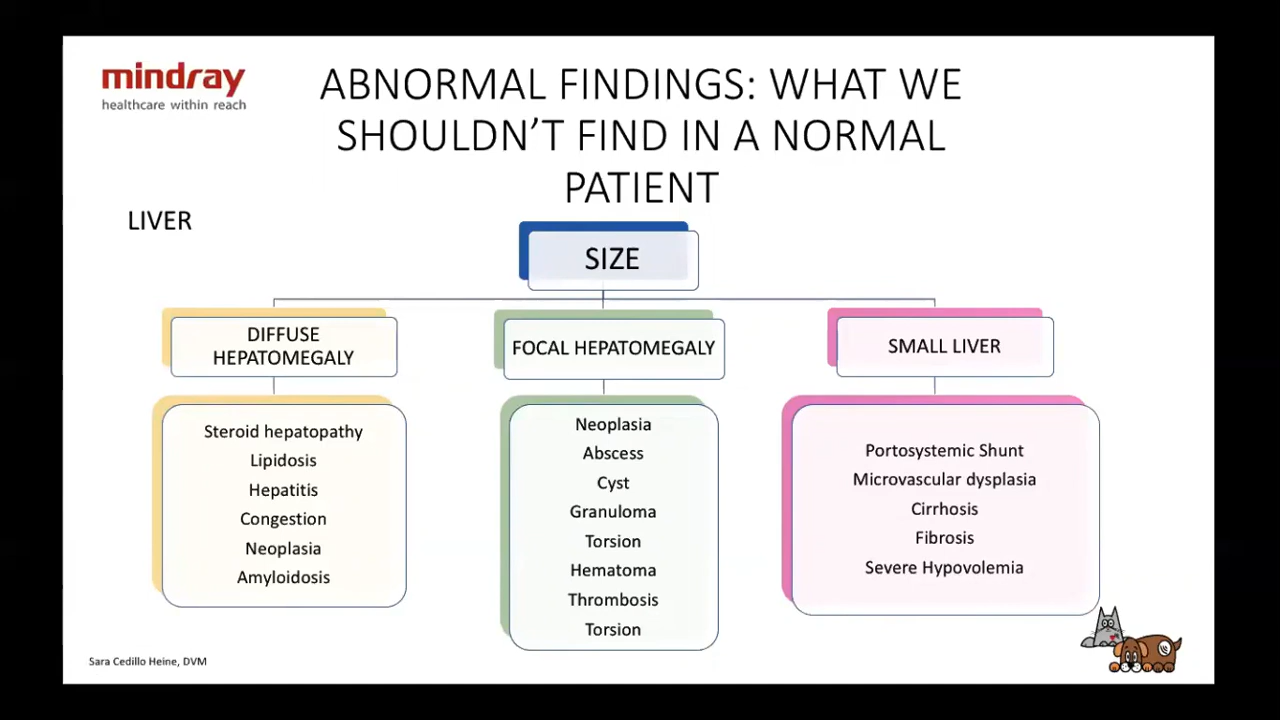 mindray
healthcare within reach
ABNORMAL FINDINGS: WHAT WE
SHOULDN'T FIND IN A NORMAL
PATIENT
LIVER
SIZE
DIFFUSE
HEPATOMEGALY
Steroid hepatopathy
Lipidosis
Hepatitis
Congestion
Neoplasia
Amyloidosis
FOCAL HEPATOMEGALY
Neoplasia
Abscess
Cyst
Granuloma
Torsion
Hematoma
Thrombosis
Torsion
SMALL LIVER
Portosystemic Shunt
Microvascular dysplasia
Cirrhosis
Fibrosis
Severe Hypovolemia
Sara Cedillo Heine, DVM